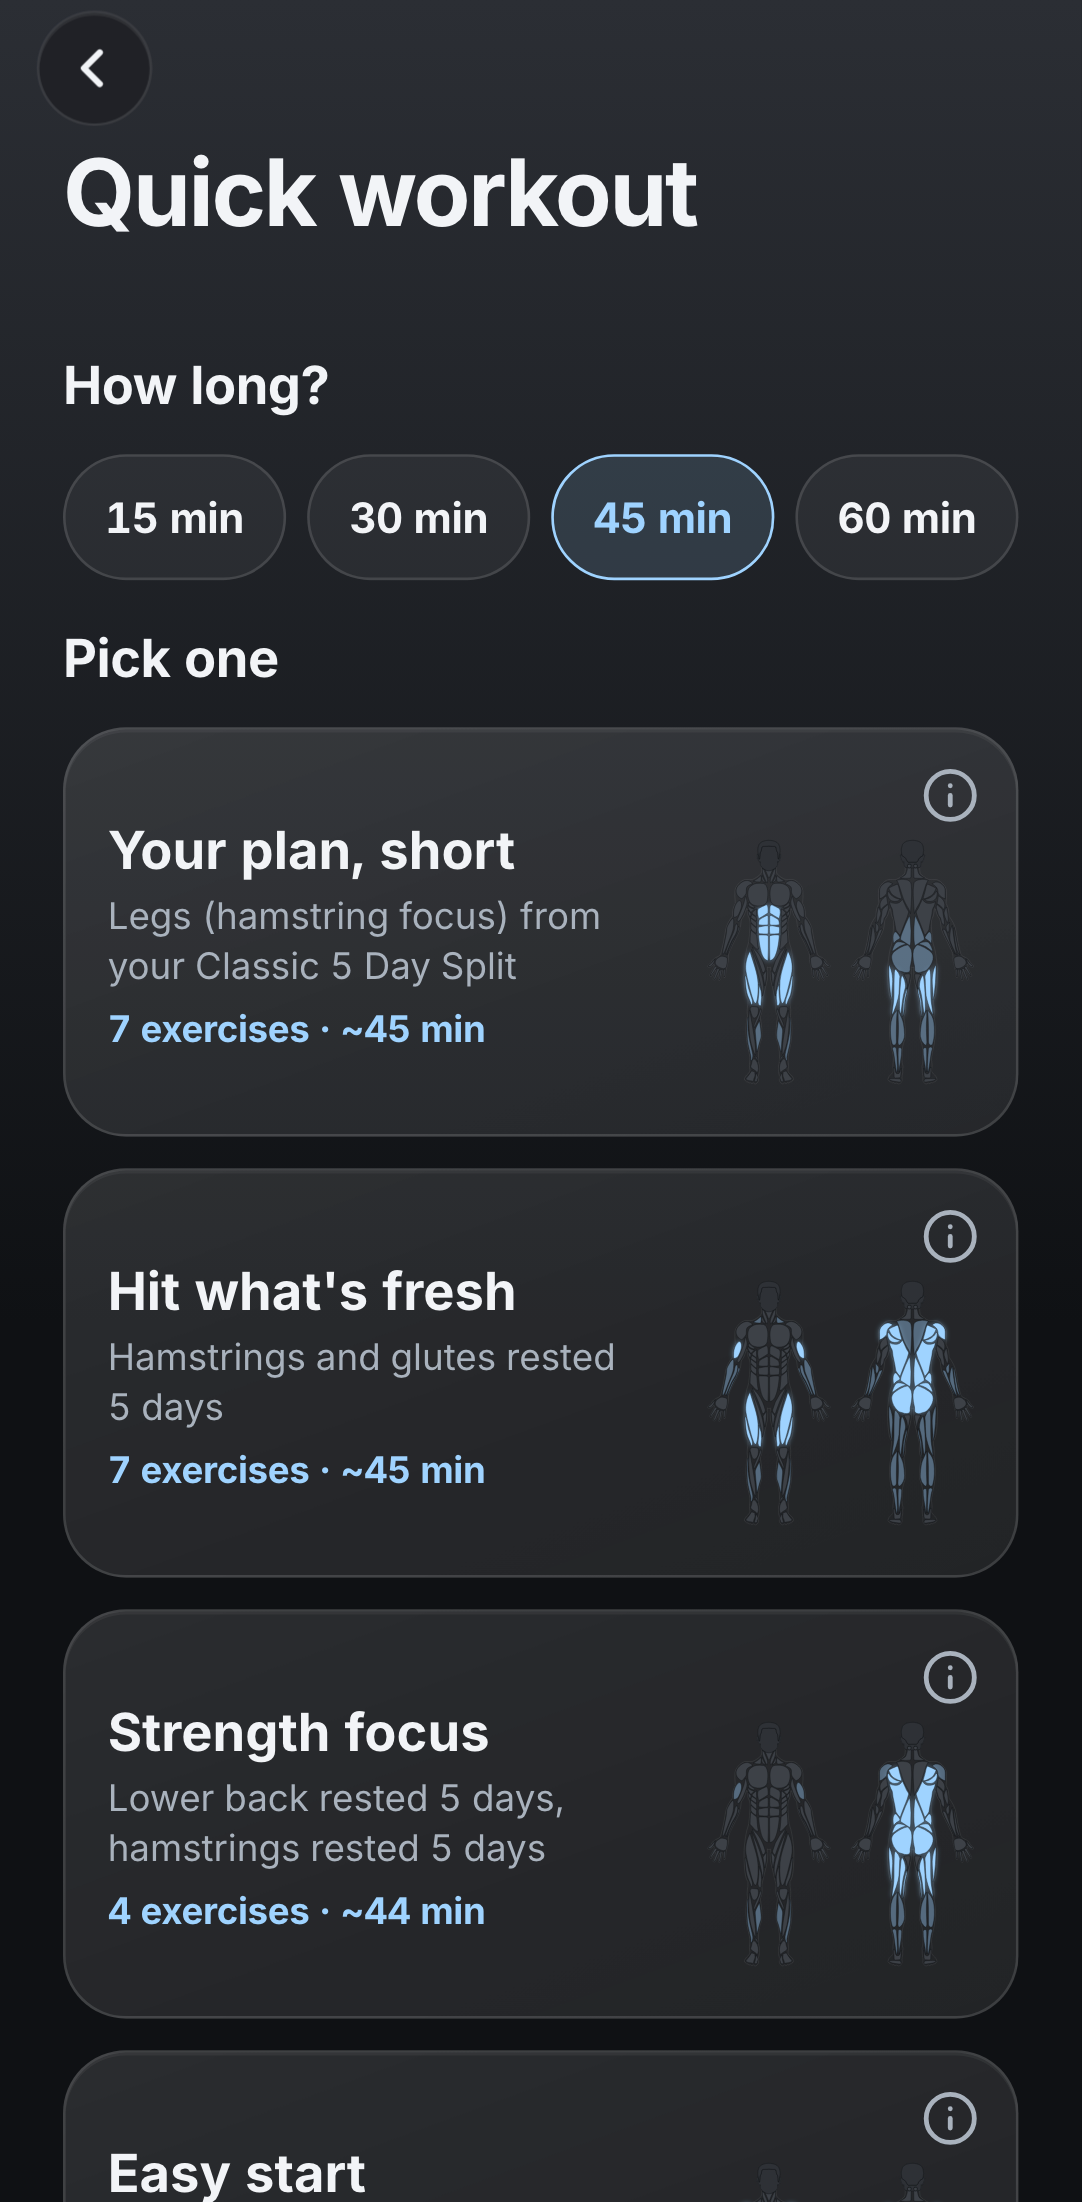 Quick workout
How long?
15 min
30 min
45 min
60 min
Pick one
Your plan, short
Legs (hamstring focus) from
your Classic 5 Day Split
7 exercises · ~45 min
Hit what's fresh
Hamstrings and glutes rested
5 days
7 exercises · ~45 min
Strength focus
Lower back rested 5 days,
hamstrings rested 5 days
4 exercises · ~44 min
Easy start